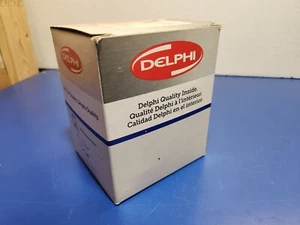 DELPHI
Delphi Quality Inside.
Qualité Delphi à l'intérieur
Calidad Delphi en el interior